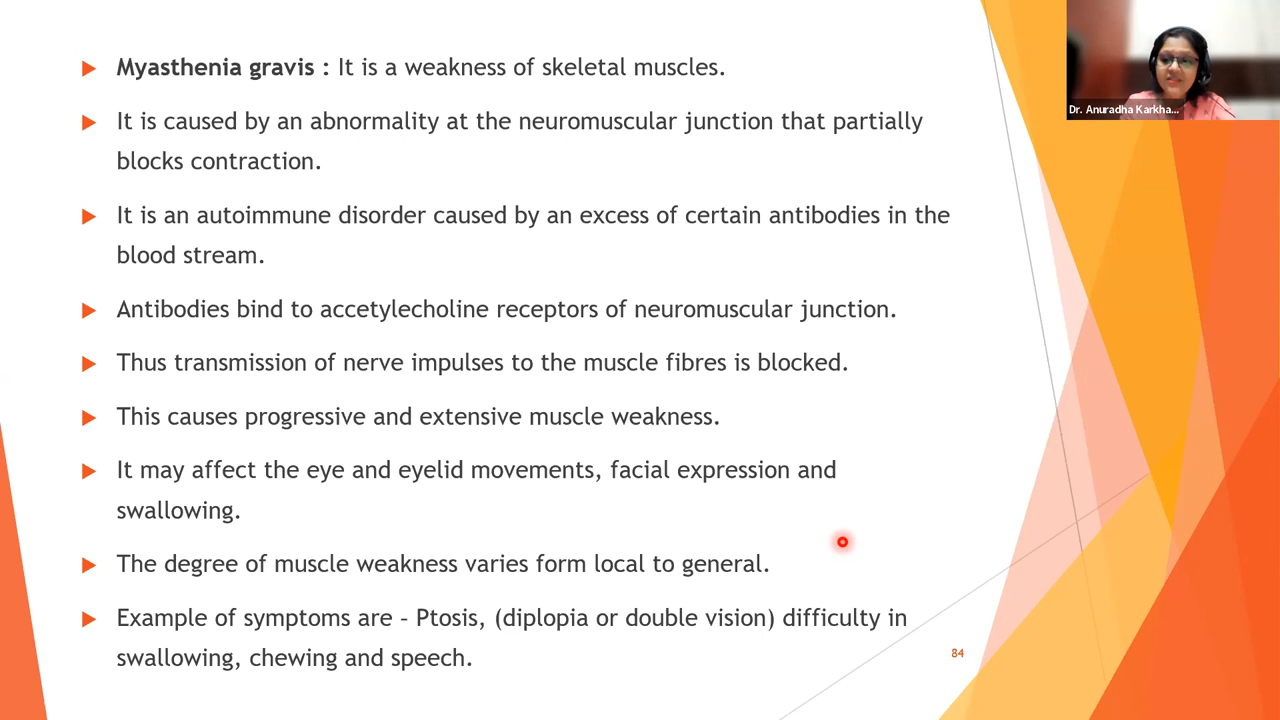 Myasthenia gravis : It is a weakness of skeletal muscles.
It is caused by an abnormality at the neuromuscular junction that partially
blocks contraction.
It is an autoimmune disorder caused by an excess of certain antibodies in the
blood stream.
Antibodies bind to accetylecholine receptors of neuromuscular junction.
Thus transmission of nerve impulses to the muscle fibres is blocked.
This causes progressive and extensive muscle weakness.
It may affect the eye and eyelid movements, facial expression and
swallowing.
The degree of muscle weakness varies form local to general.
Example of symptoms are – Ptosis, (diplopia or double vision) difficulty in
swallowing, chewing and speech.
84
Dr. Anuradha Karkha...